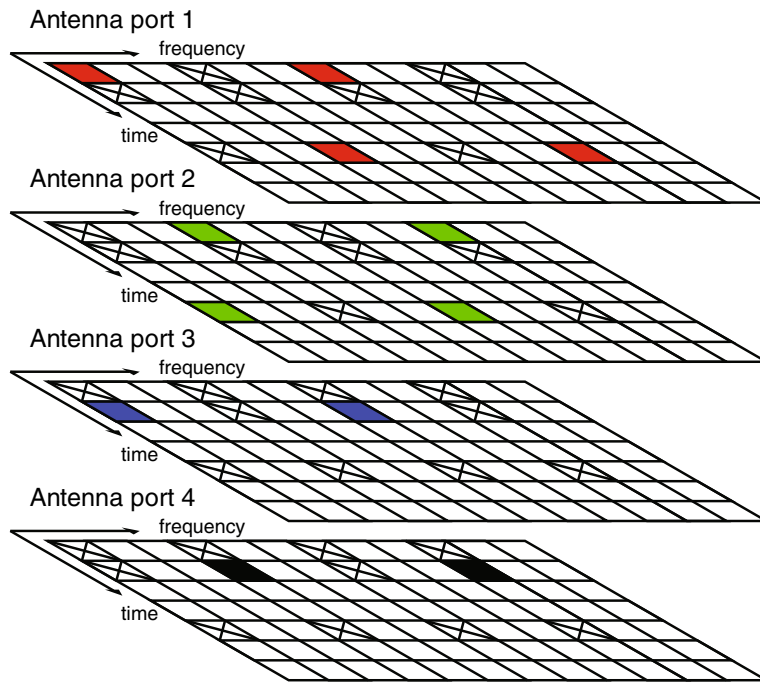 Antenna port 1
frequency
time
Antenna port 2
frequency
time
Antenna port 3
frequency
time
Antenna port 4
frequency
time